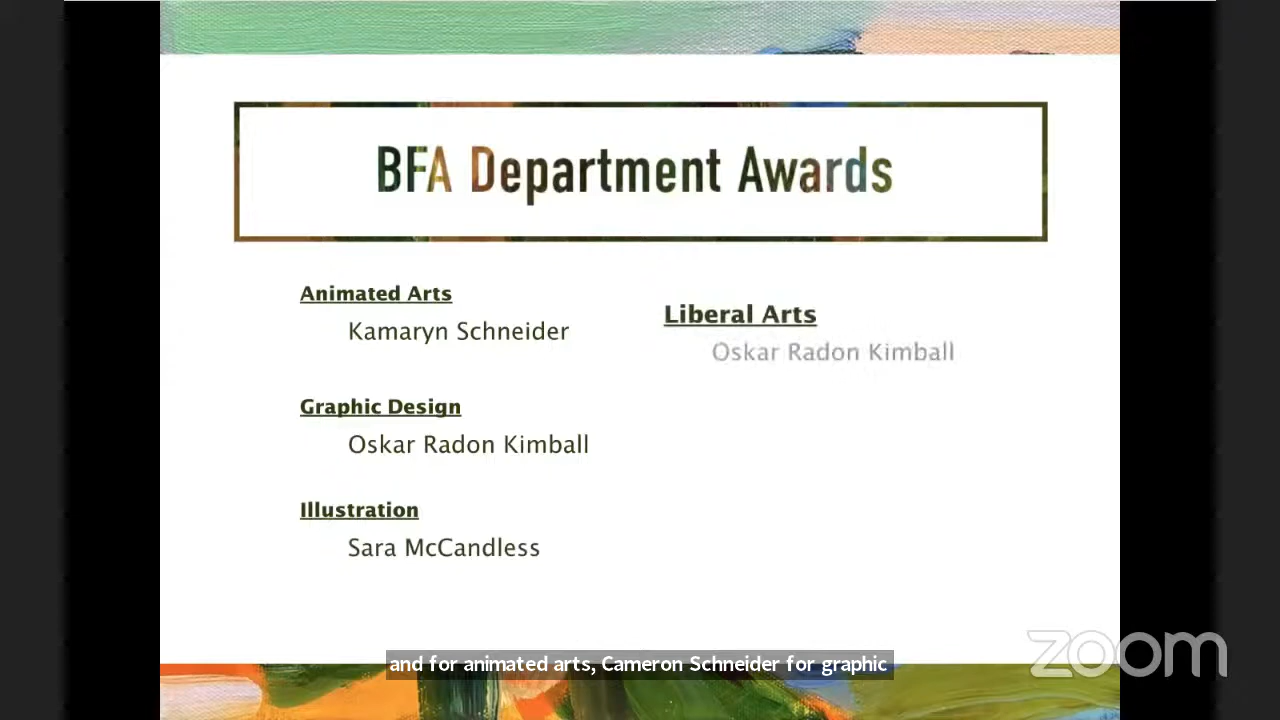 BFA Department Awards
Animated Arts
Kamaryn Schneider
Graphic Design
Oskar Radon Kimball
Illustration
Sara McCandless
Liberal Arts
Oskar Radon Kimball
and for animated arts, Cameron Schneider for graphic
zoom